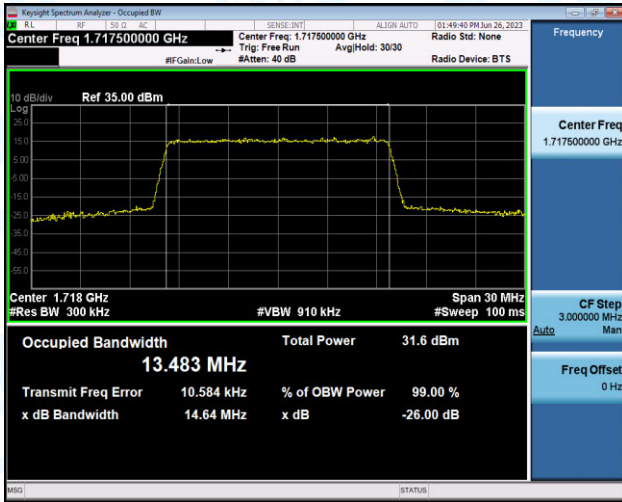 Keysight Spectrum Analyzer - Occupied BW
RL RF 50 Ω AC SENSE:INT ALIGN AUTO 01:49:40 PM Jun 26, 2023
Center Freq 1.717500000 GHz
#IFGain:Low
Center Freq: 1.717500000 GHz
Trig: Free Run Avg|Hold: 30/30
#Atten: 40 dB
Radio Std: None
Radio Device: BTS
10 dB/div Ref 35.00 dBm
Log
25.0
15.0
5.00
-5.00
-15.0
-25.0
-35.0
-45.0
-55.0
Center 1.718 GHz Span 30 MHz
#Res BW 300 kHz #VBW 910 kHz #Sweep 100 ms
Occupied Bandwidth Total Power 31.6 dBm
13.483 MHz
Transmit Freq Error 10.584 kHz % of OBW Power 99.00 %
x dB Bandwidth 14.64 MHz x dB -26.00 dB
MSG STATUS
Frequency
Center Freq
1.717500000 GHz
CF Step
3.000000 MHz
Auto Man
Freq Offset
0 Hz